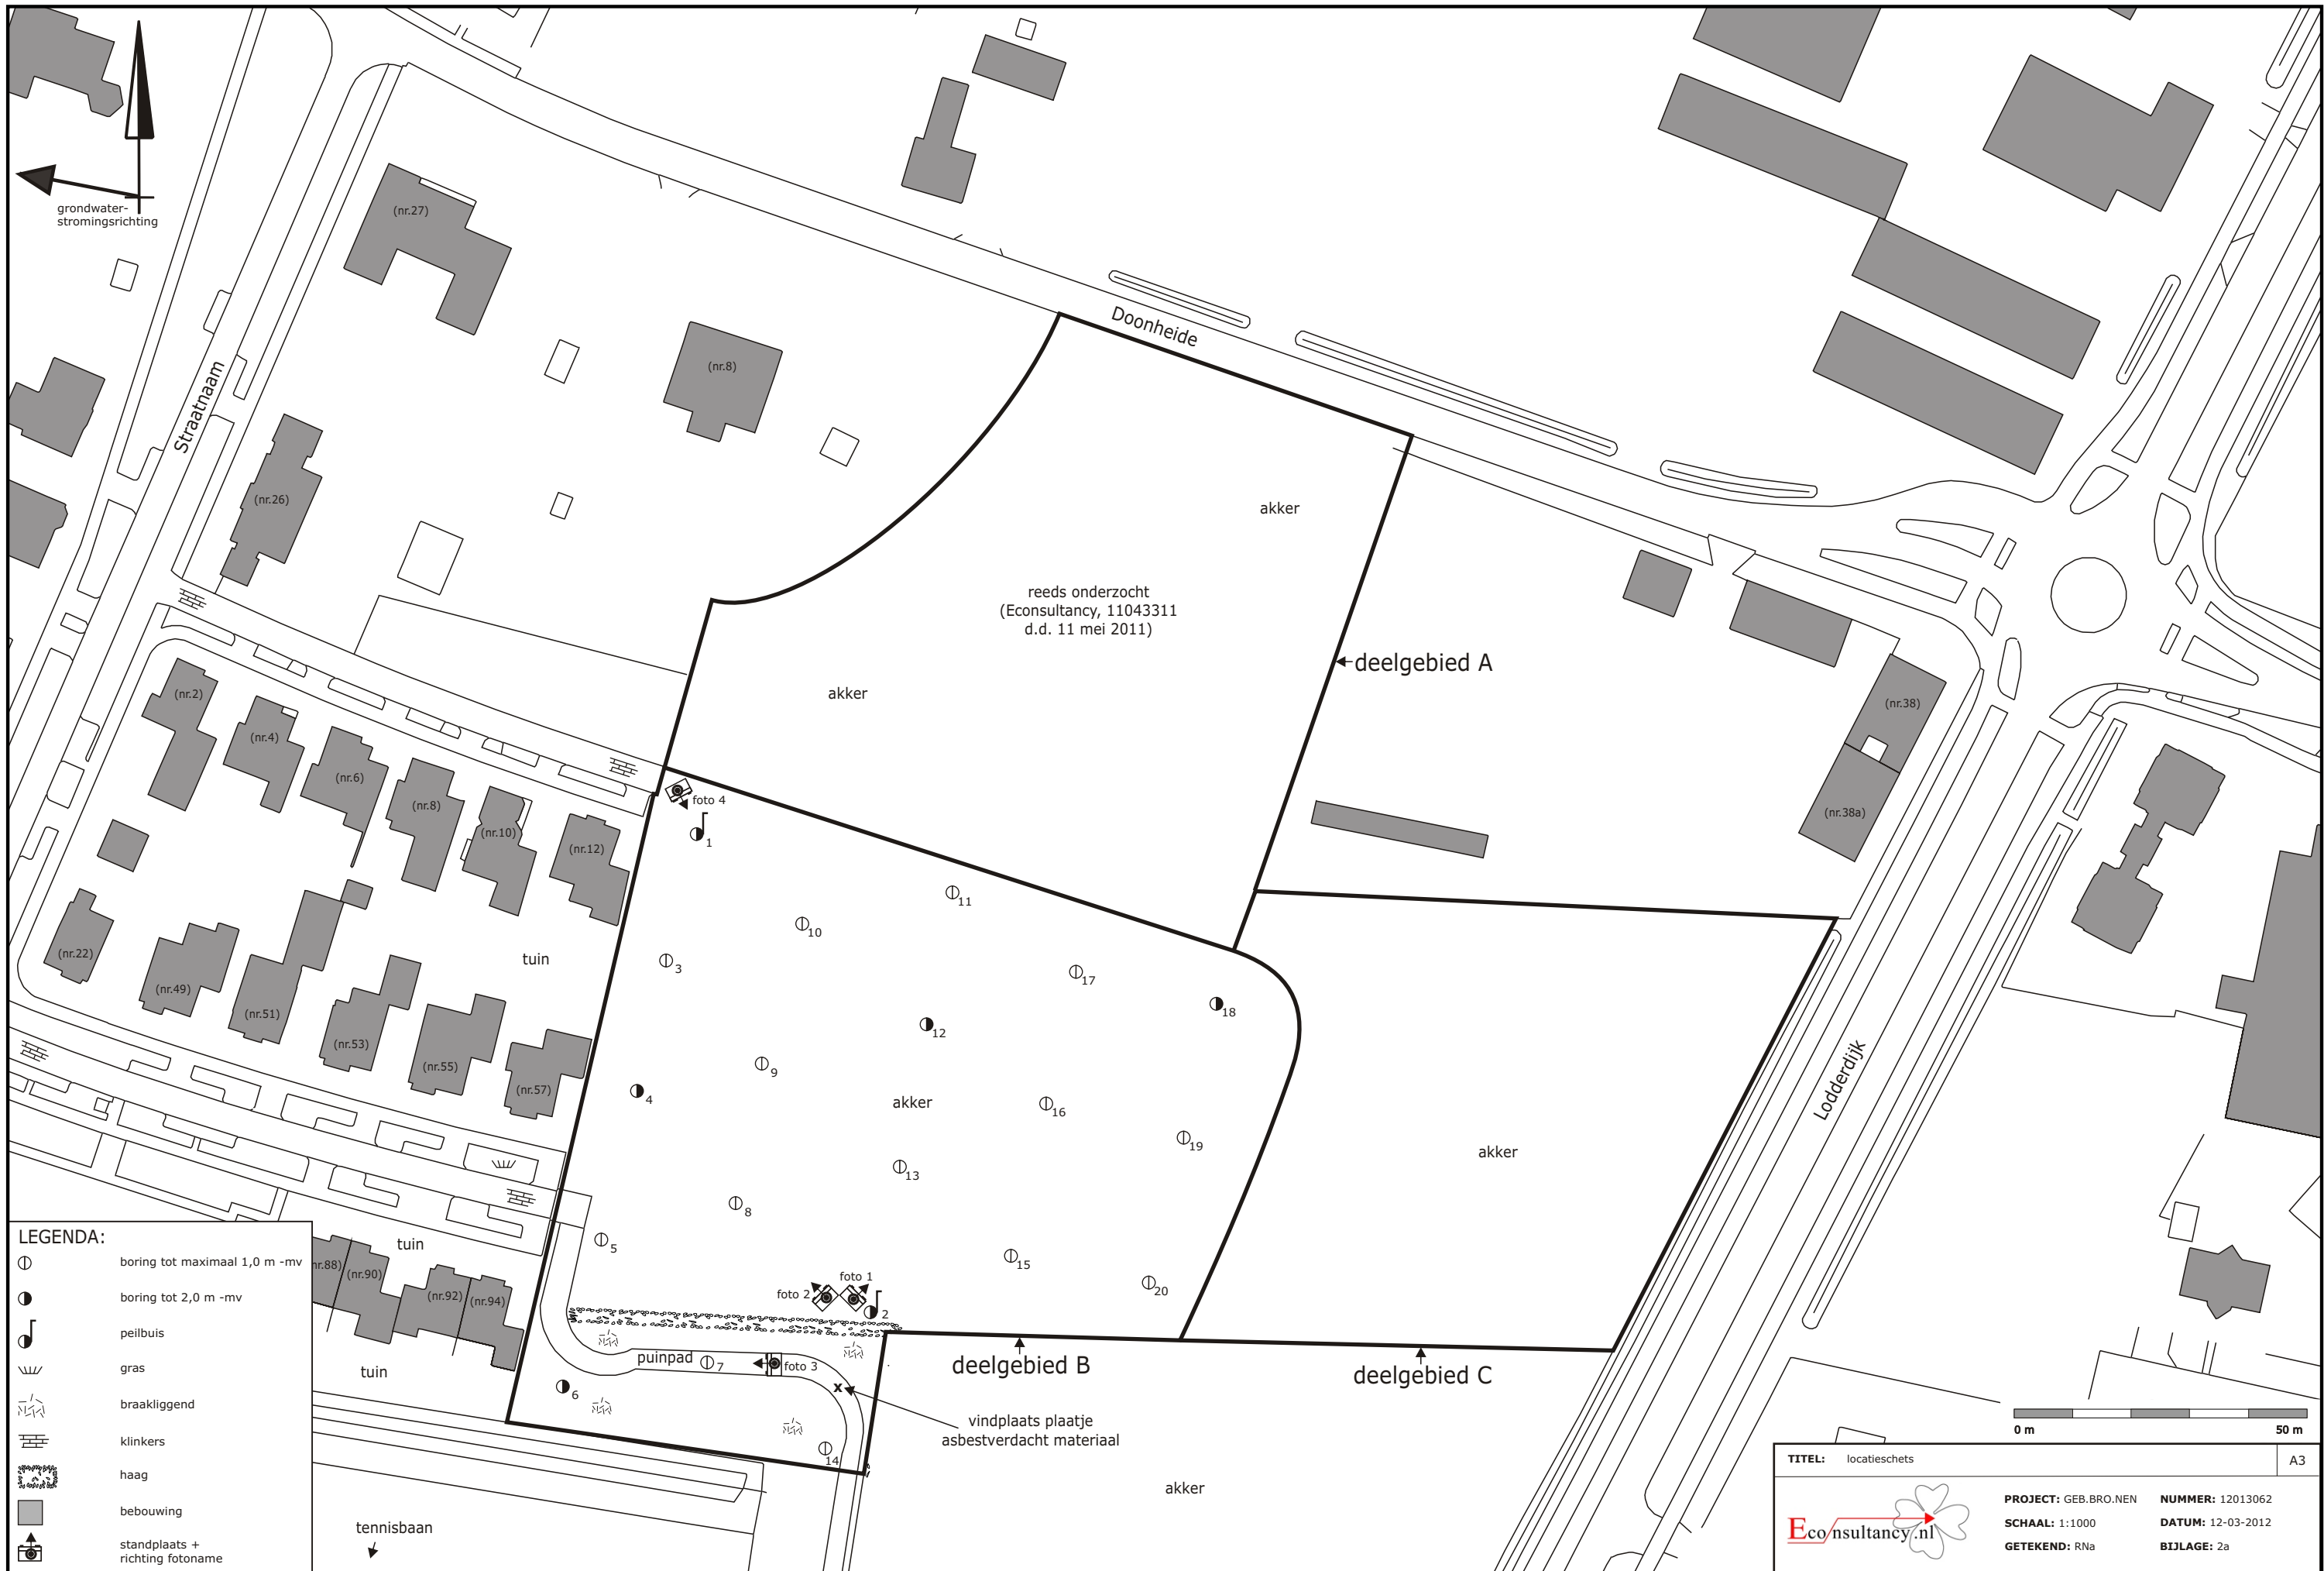 grondwater-
stromingsrichting
Straatnaam
(nr.27)
(nr.8)
(nr.26)
Doonheide
akker
reeds onderzocht
(Econsultancy, 11043311
d.d. 11 mei 2011)
akker
deelgebied A
(nr.38)
(nr.38a)
(nr.2)
(nr.4)
(nr.6)
(nr.8)
(nr.10)
(nr.12)
foto 4
1
11
10
3
17
18
12
9
4
akker
16
19
13
8
5
15
20
akker
Lodderdijk
tuin
(nr.22)
(nr.49)
(nr.51)
(nr.53)
(nr.55)
(nr.57)
tuin
nr.88)
(nr.90)
(nr.92)
(nr.94)
tuin
foto 1
foto 2
2
puinpad
7
foto 3
x
6
14
deelgebied B
deelgebied C
vindplaats plaatje
asbestverdacht materiaal
akker
tennisbaan
LEGENDA:
boring tot maximaal 1,0 m -mv
boring tot 2,0 m -mv
peilbuis
gras
braakliggend
klinkers
haag
bebouwing
standplaats +
richting fotoname
0 m 50 m
TITEL: locatieschets A3
Econsultancy.nl
PROJECT: GEB.BRO.NEN NUMMER: 12013062
SCHAAL: 1:1000 DATUM: 12-03-2012
GETEKEND: RNa BIJLAGE: 2a